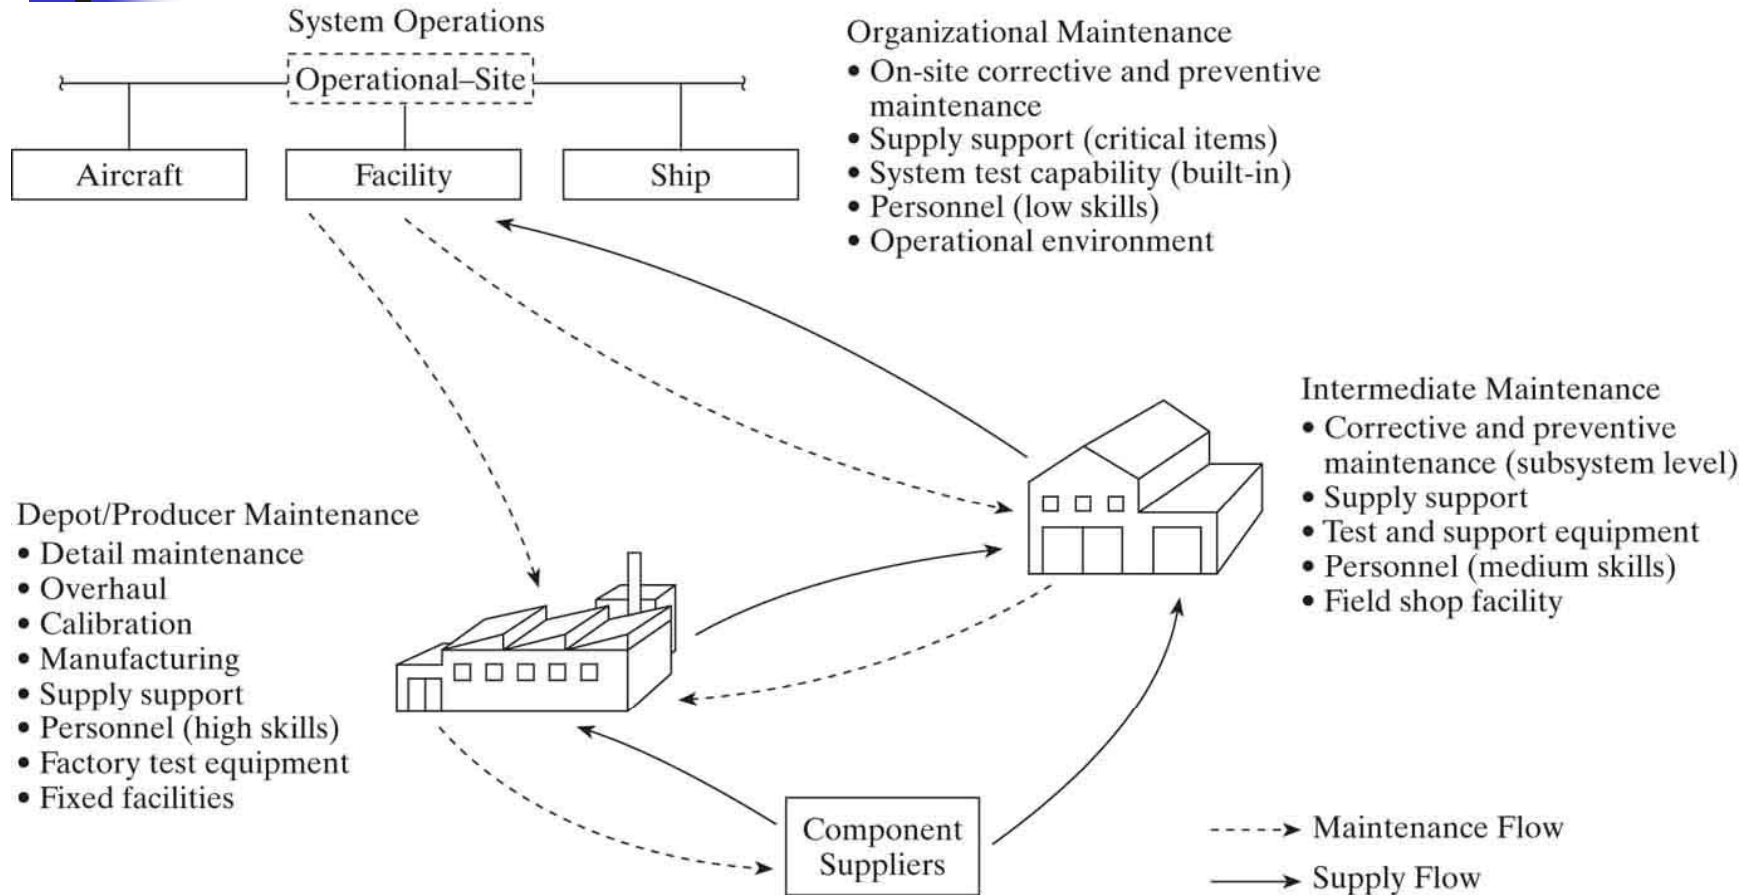 System Operations
Operational–Site
Aircraft
Facility
Ship
Organizational Maintenance
• On-site corrective and preventive
maintenance
• Supply support (critical items)
• System test capability (built-in)
• Personnel (low skills)
• Operational environment
Intermediate Maintenance
• Corrective and preventive
maintenance (subsystem level)
• Supply support
• Test and support equipment
• Personnel (medium skills)
• Field shop facility
Depot/Producer Maintenance
• Detail maintenance
• Overhaul
• Calibration
• Manufacturing
• Supply support
• Personnel (high skills)
• Factory test equipment
• Fixed facilities
Component
Suppliers
Maintenance Flow
Supply Flow